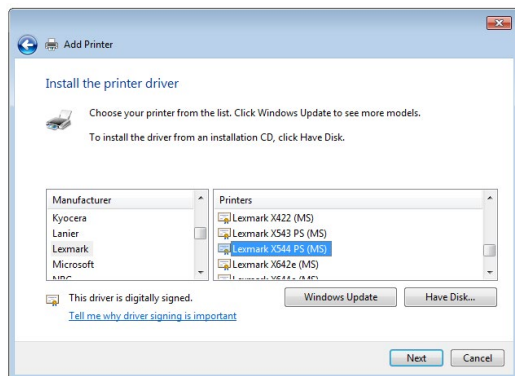 Add Printer
Install the printer driver
Choose your printer from the list. Click Windows Update to see more models.
To install the driver from an installation CD, click Have Disk.
Manufacturer
Kyocera
Lanier
Lexmark
Microsoft
Printers
Lexmark X422 (MS)
Lexmark X543 PS (MS)
Lexmark X544 PS (MS)
Lexmark X642e (MS)
This driver is digitally signed.
Tell me why driver signing is important
Windows Update
Have Disk...
Next
Cancel